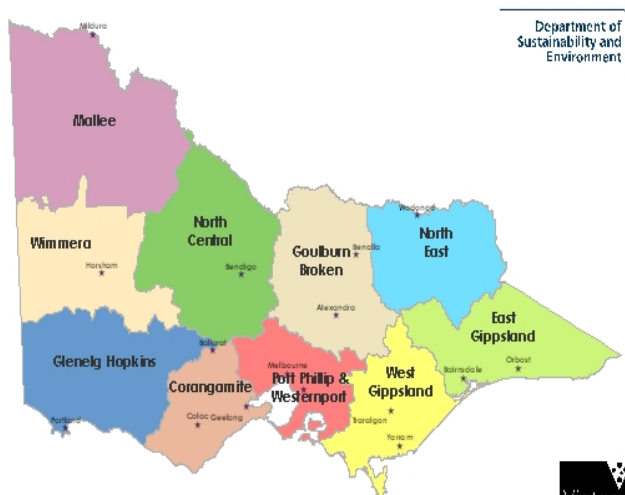 Department of
Sustainability and
Environment
Mildura
Mallee
Wodonga
North
Central
North
East
Wimmera
Goulburn
Broken
Benalla
Horsham
Bendigo
Alexandra
East
Gippsland
Ballarat
Glenelg Hopkins
Melbourne
Orbost
Corangamite
Port Phillip &
Westernport
West
Gippsland
Bairnsdale
Portland
Colac
Geelong
Traralgon
Yarram